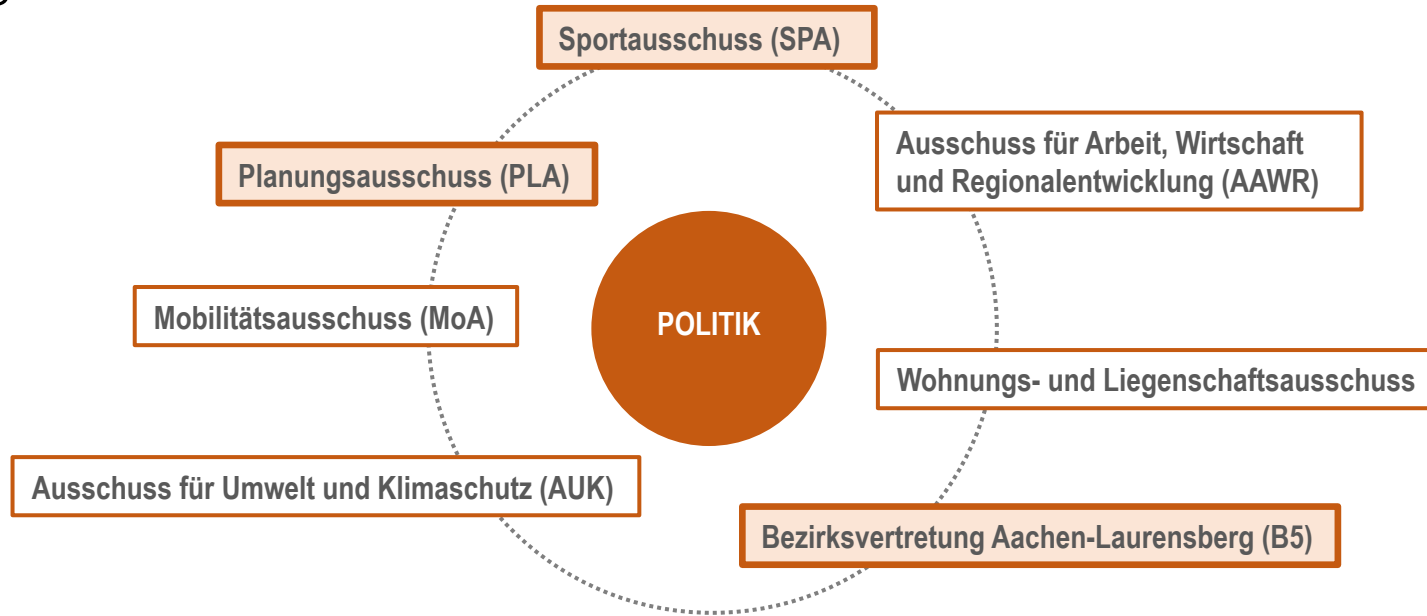 Sportausschuss (SPA)
Ausschuss für Arbeit, Wirtschaft
und Regionalentwicklung (AAWR)
Planungsausschuss (PLA)
Mobilitätsausschuss (MoA)
POLITIK
Wohnungs- und Liegenschaftsausschuss
Ausschuss für Umwelt und Klimaschutz (AUK)
Bezirksvertretung Aachen-Laurensberg (B5)